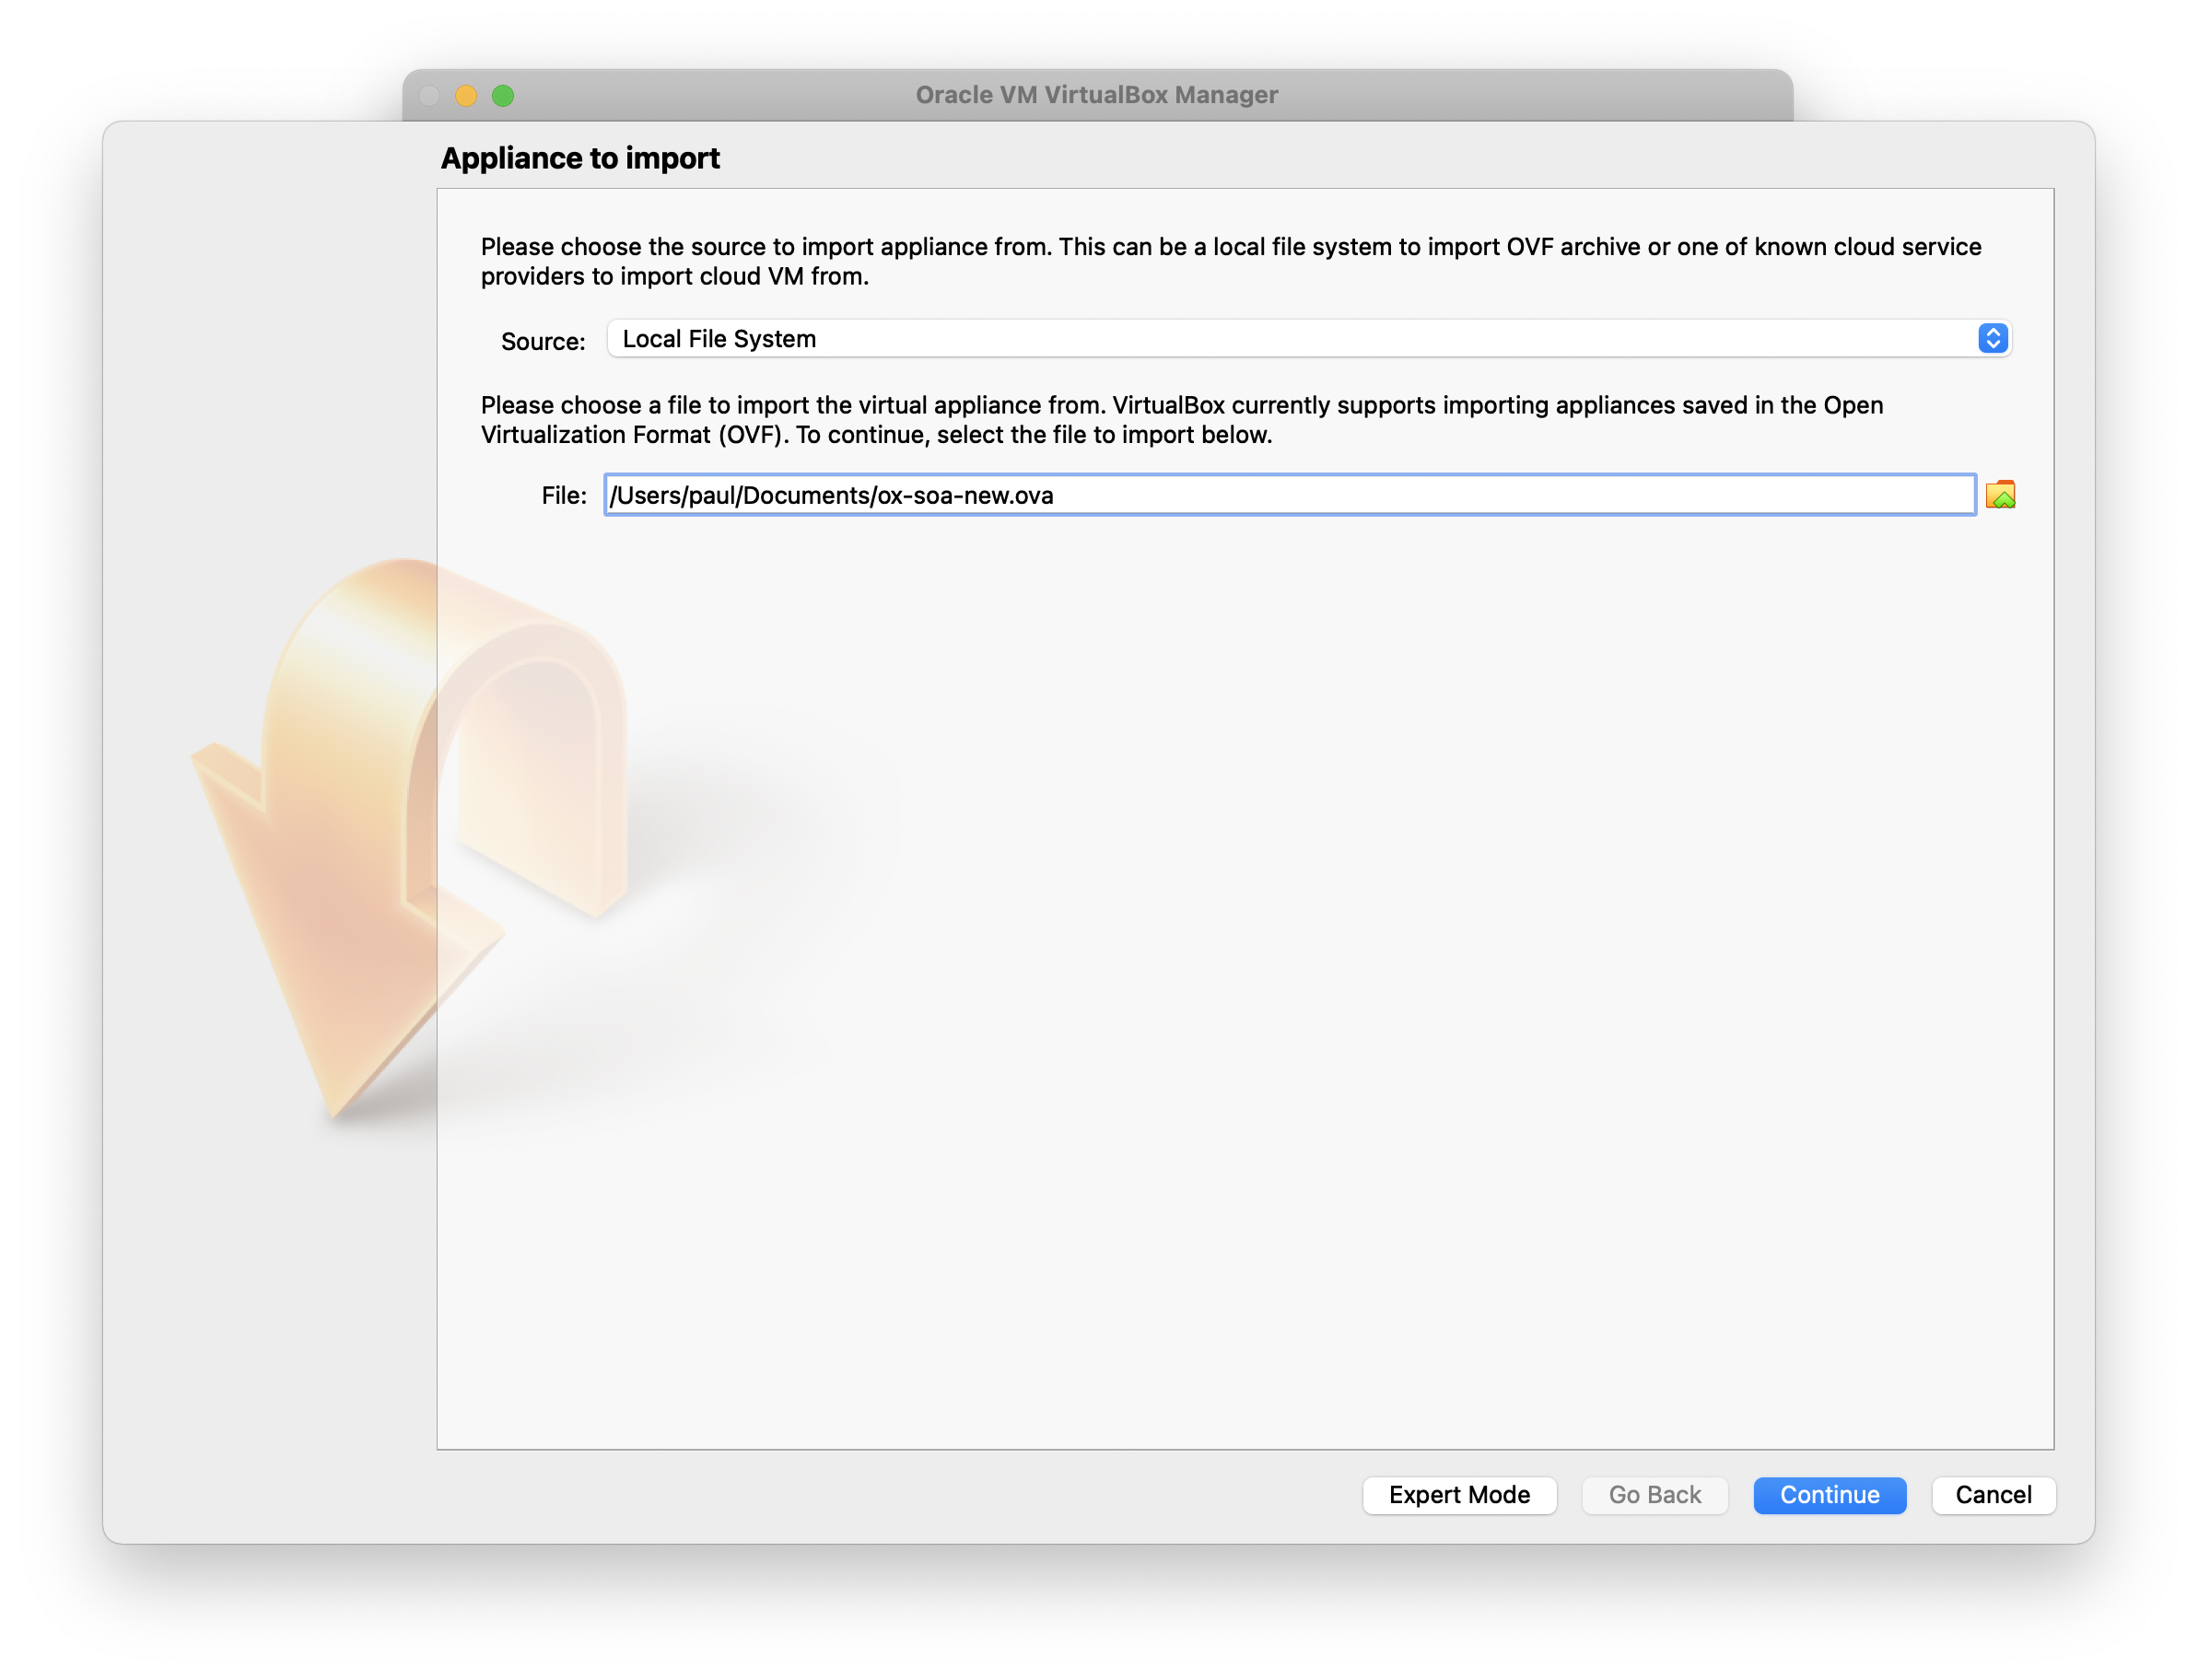 Oracle VM VirtualBox Manager
Appliance to import
Please choose the source to import appliance from. This can be a local file system to import OVF archive or one of known cloud service
providers to import cloud VM from.
Source: Local File System
Please choose a file to import the virtual appliance from. VirtualBox currently supports importing appliances saved in the Open
Virtualization Format (OVF). To continue, select the file to import below.
File: /Users/paul/Documents/ox-soa-new.ova
Expert Mode Go Back Continue Cancel